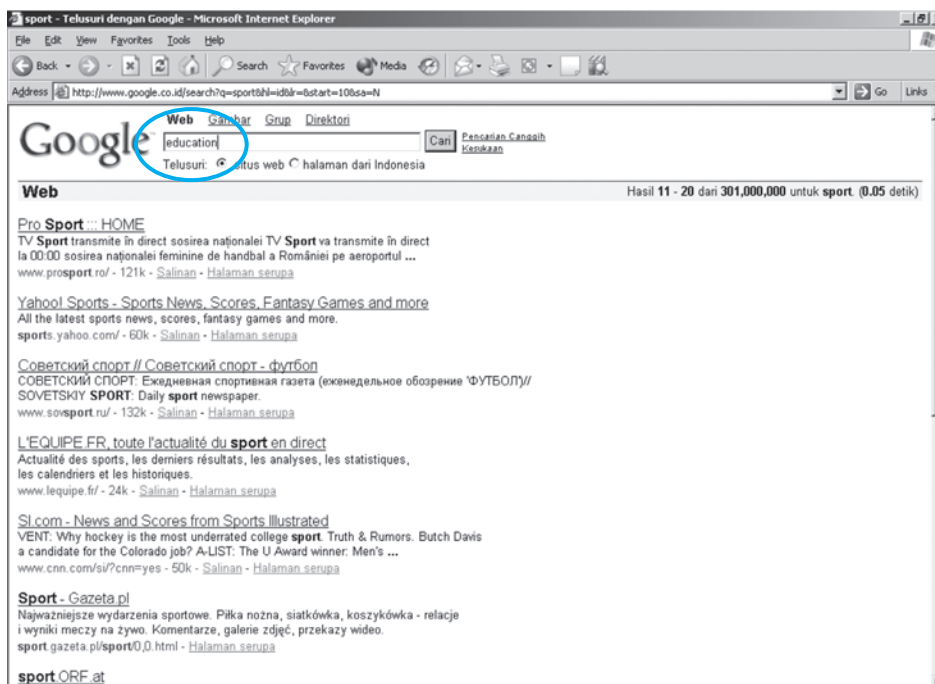 sport - Telusuri dengan Google - Microsoft Internet Explorer
File Edit View Favorites Tools Help
Back Search Favorites Media
Address http://www.google.co.id/search?q=sport&hl=id&lr=&start=10&sa=N Go Links
Web Gambar Grup Direktori
Google
education Cari Pencarian Canggih
Kesukaan
Telusuri: situs web halaman dari Indonesia
Web Hasil 11 - 20 dari 301,000,000 untuk sport. (0.05 detik)
Pro Sport ::: HOME
TV Sport transmite în direct sosirea naționalei TV Sport va transmite în direct
la 00:00 sosirea naționalei feminine de handbal a României pe aeroportul ...
www.prosport.ro/ - 121k - Salinan - Halaman serupa
Yahoo! Sports - Sports News, Scores, Fantasy Games and more
All the latest sports news, scores, fantasy games and more.
sports.yahoo.com/ - 60k - Salinan - Halaman serupa
Советский спорт // Советский спорт - футбол
СОВЕТСКИЙ СПОРТ: Ежедневная спортивная газета (еженедельное обозрение 'ФУТБОЛ')//
SOVETSKIY SPORT: Daily sport newspaper.
www.sovsport.ru/ - 132k - Salinan - Halaman serupa
L'EQUIPE.FR, toute l'actualité du sport en direct
Actualité des sports, les derniers résultats, les analyses, les statistiques,
les calendriers et les historiques.
www.lequipe.fr/ - 24k - Salinan - Halaman serupa
SI.com - News and Scores from Sports Illustrated
VENT: Why hockey is the most underrated college sport. Truth & Rumors. Butch Davis
a candidate for the Colorado job? A-LIST: The U Award winner: Men's ...
www.cnn.com/si/?cnn=yes - 50k - Salinan - Halaman serupa
Sport - Gazeta.pl
Najważniejsze wydarzenia sportowe. Piłka nożna, siatkówka, koszykówka - relacje
i wyniki meczy na żywo. Komentarze, galerie zdjęć, przekazy wideo.
sport.gazeta.pl/sport/0,0.html - Halaman serupa
sport.ORF.at